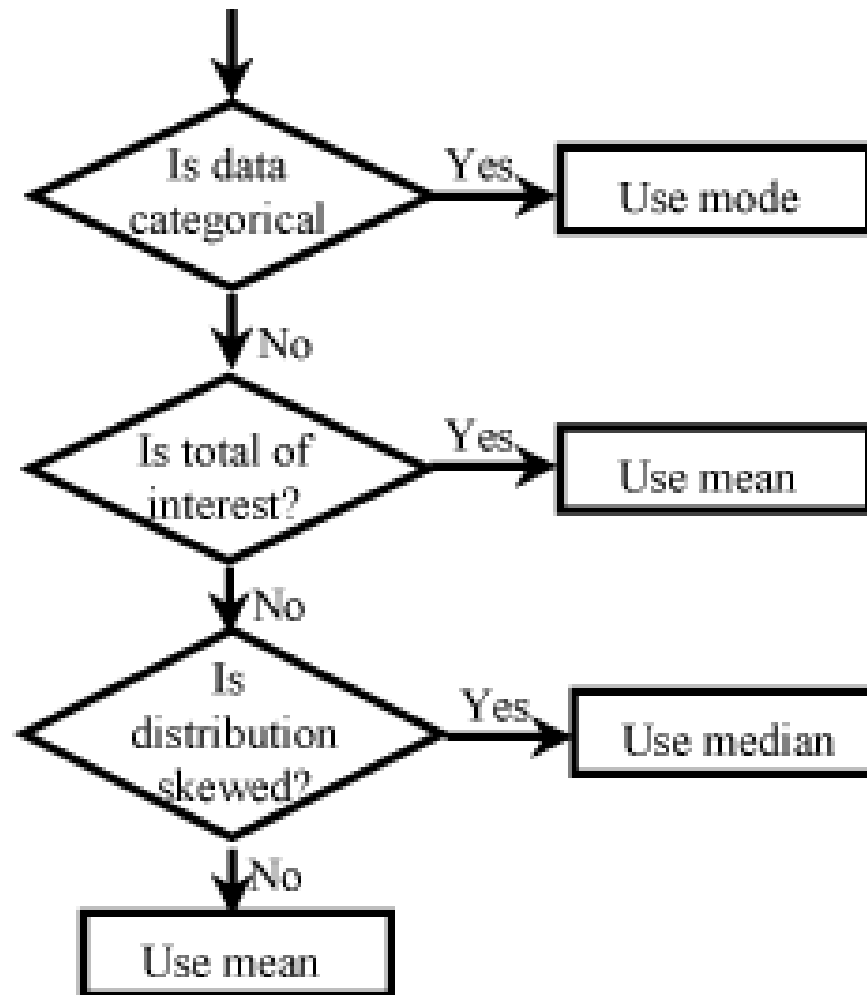 Is data
categorical
Yes
Use mode
No
Is total of
interest?
Yes
Use mean
No
Is
distribution
skewed?
Yes
Use median
No
Use mean